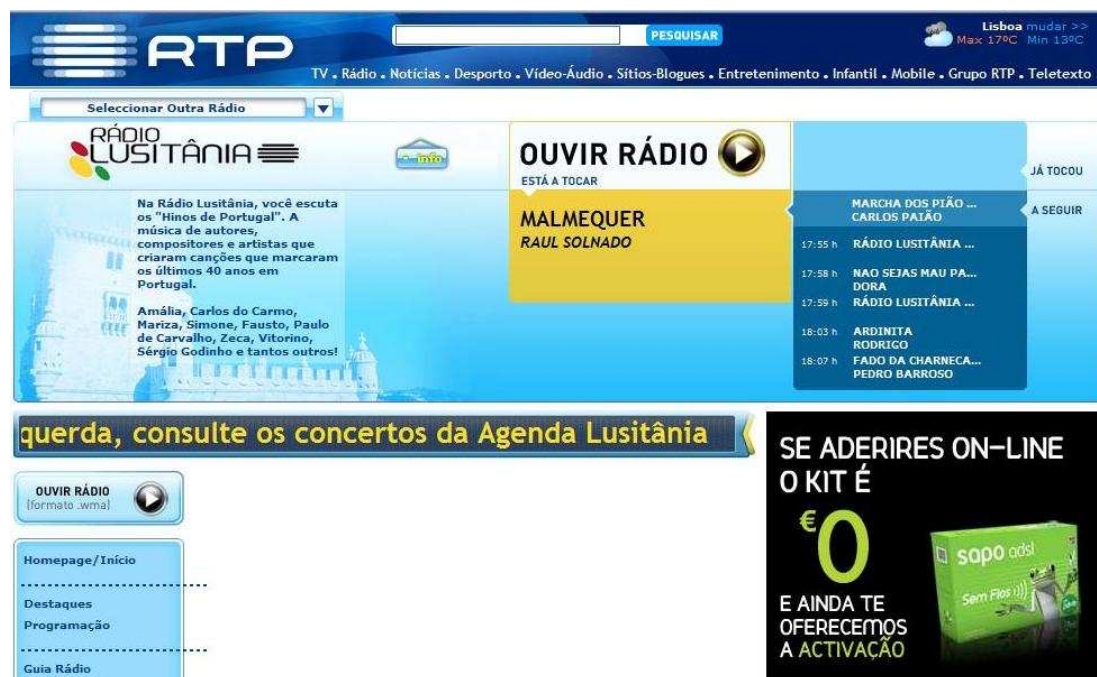 RTP
PESQUISAR
Lisboa mudar >>
Max 17ºC Min 13ºC
TV . Rádio . Notícias . Desporto . Vídeo-Áudio . Sítios-Blogues . Entretenimento . Infantil . Mobile . Grupo RTP . Teletexto
Seleccionar Outra Rádio
RÁDIO
LUSITÂNIA
info
OUVIR RÁDIO
ESTÁ A TOCAR
JÁ TOCOU
Na Rádio Lusitânia, você escuta
os "Hinos de Portugal". A
música de autores,
compositores e artistas que
criaram canções que marcaram
os últimos 40 anos em
Portugal.
Amália, Carlos do Carmo,
Mariza, Simone, Fausto, Paulo
de Carvalho, Zeca, Vitorino,
Sérgio Godinho e tantos outros!
MALMEQUER
RAUL SOLNADO
MARCHA DOS PIÃO ...
CARLOS PAIÃO
A SEGUIR
17:55 h RÁDIO LUSITÂNIA ...
17:58 h NAO SEJAS MAU PA...
DORA
17:59 h RÁDIO LUSITÂNIA ...
18:03 h ARDINITA
RODRIGO
18:07 h FADO DA CHARNECA...
PEDRO BARROSO
querda, consulte os concertos da Agenda Lusitânia
OUVIR RÁDIO
(formato .wma)
Homepage/Início
Destaques
Programação
Guia Rádio
SE ADERIRES ON-LINE
O KIT É
€0
E AINDA TE
OFERECEMOS
A ACTIVAÇÃO
sapo adsl
Sem Fios